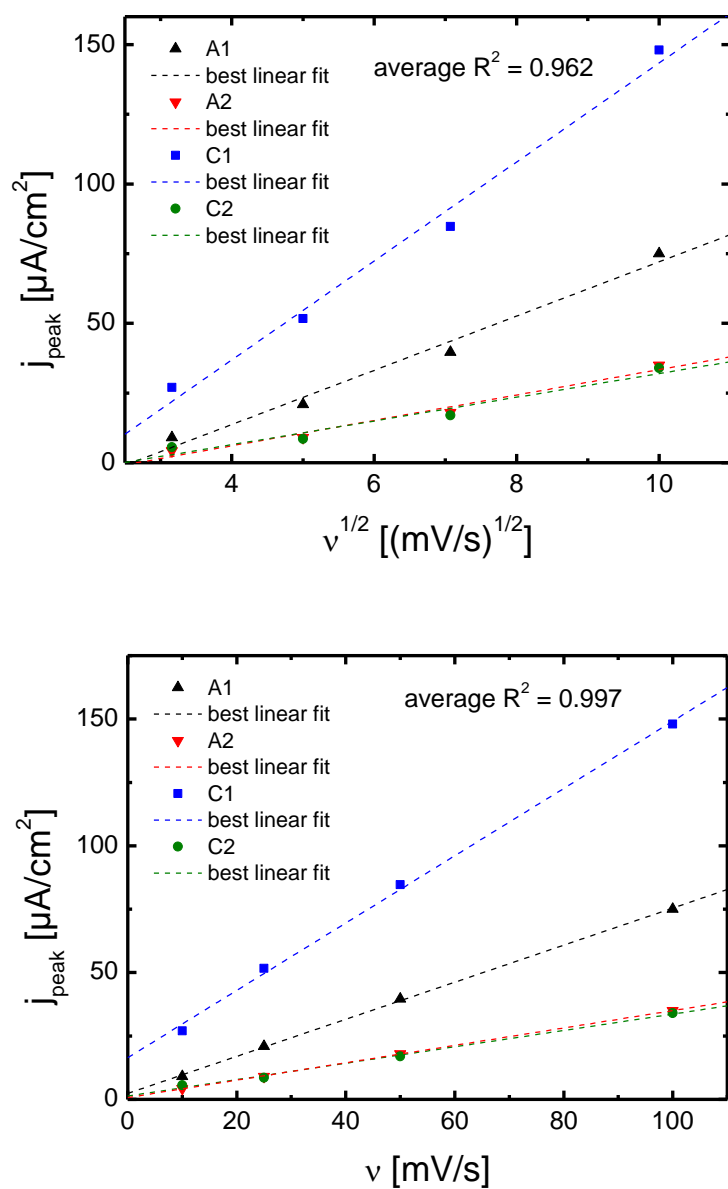 A1
best linear fit
A2
best linear fit
C1
best linear fit
C2
best linear fit
average R² = 0.962
150
100
50
0
j_peak [µA/cm²]
4 6 8 10
ν^1/2 [(mV/s)^1/2]
A1
best linear fit
A2
best linear fit
C1
best linear fit
C2
best linear fit
average R² = 0.997
150
100
50
0
j_peak [µA/cm²]
0 20 40 60 80 100
ν [mV/s]